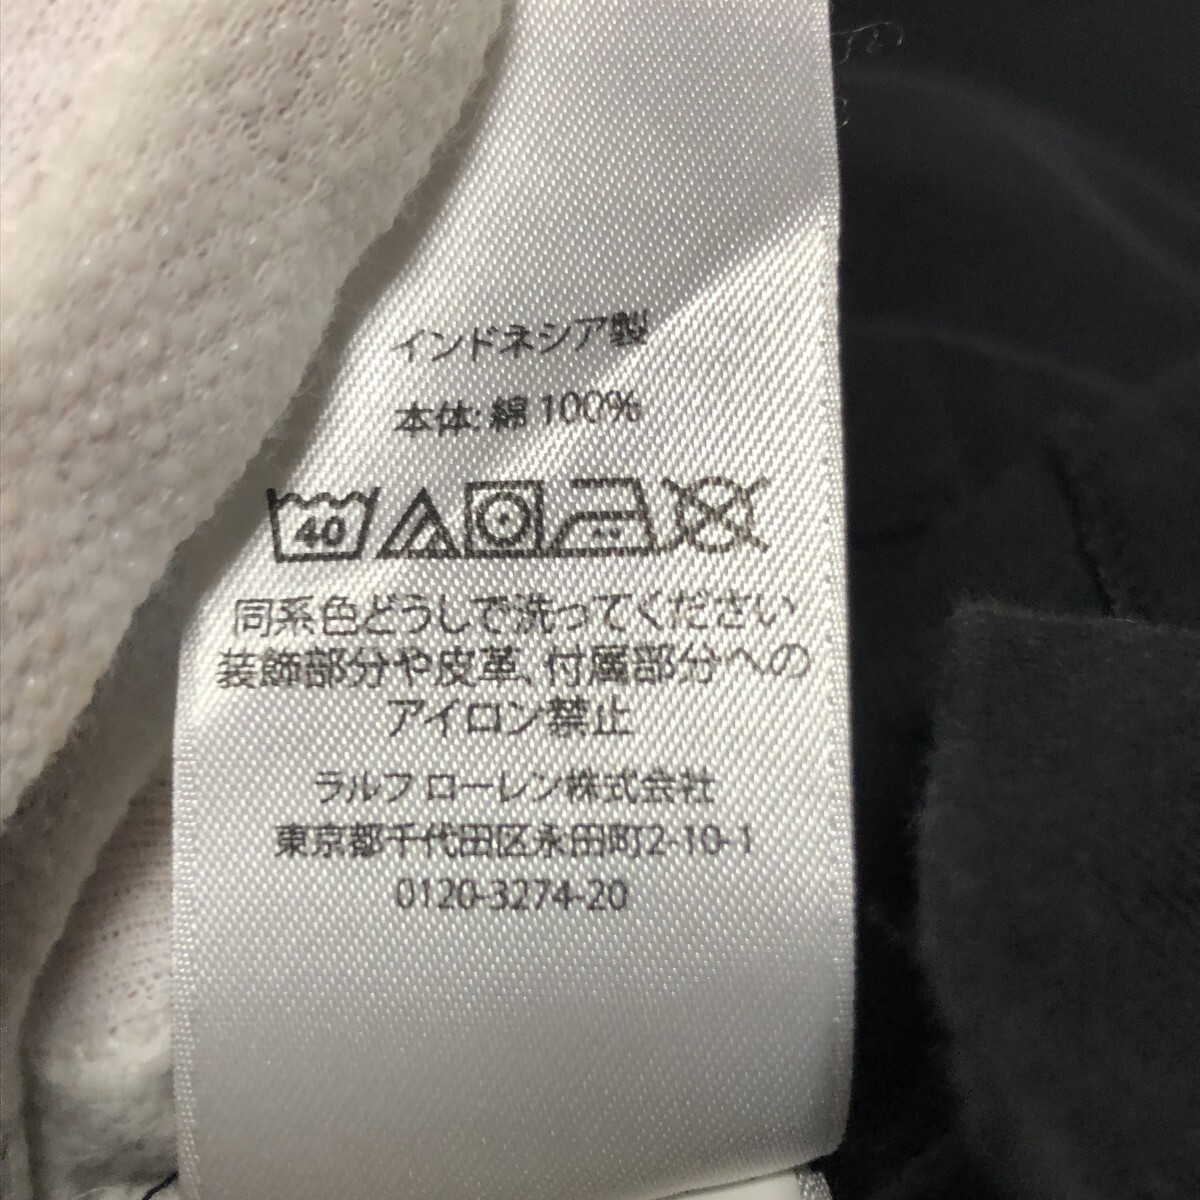 インドネシア製
本体: 綿 100%
40
同系色どうしで洗ってください
装飾部分や皮革、付属部分への
アイロン禁止
ラルフ ローレン株式会社
東京都千代田区永田町2-10-1
0120-3274-20